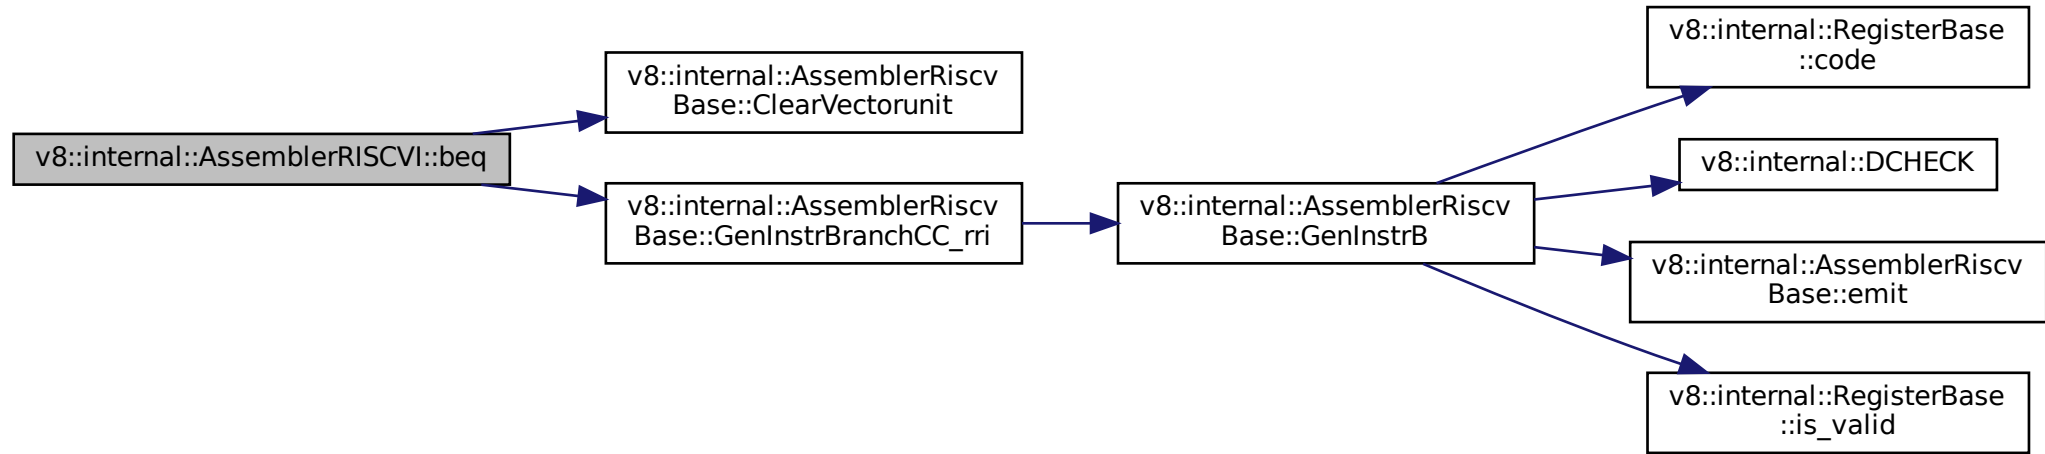 v8::internal::AssemblerRISCVI::beq
v8::internal::AssemblerRiscv
Base::ClearVectorunit
v8::internal::AssemblerRiscv
Base::GenInstrBranchCC_rri
v8::internal::AssemblerRiscv
Base::GenInstrB
v8::internal::RegisterBase
::code
v8::internal::DCHECK
v8::internal::AssemblerRiscv
Base::emit
v8::internal::RegisterBase
::is_valid